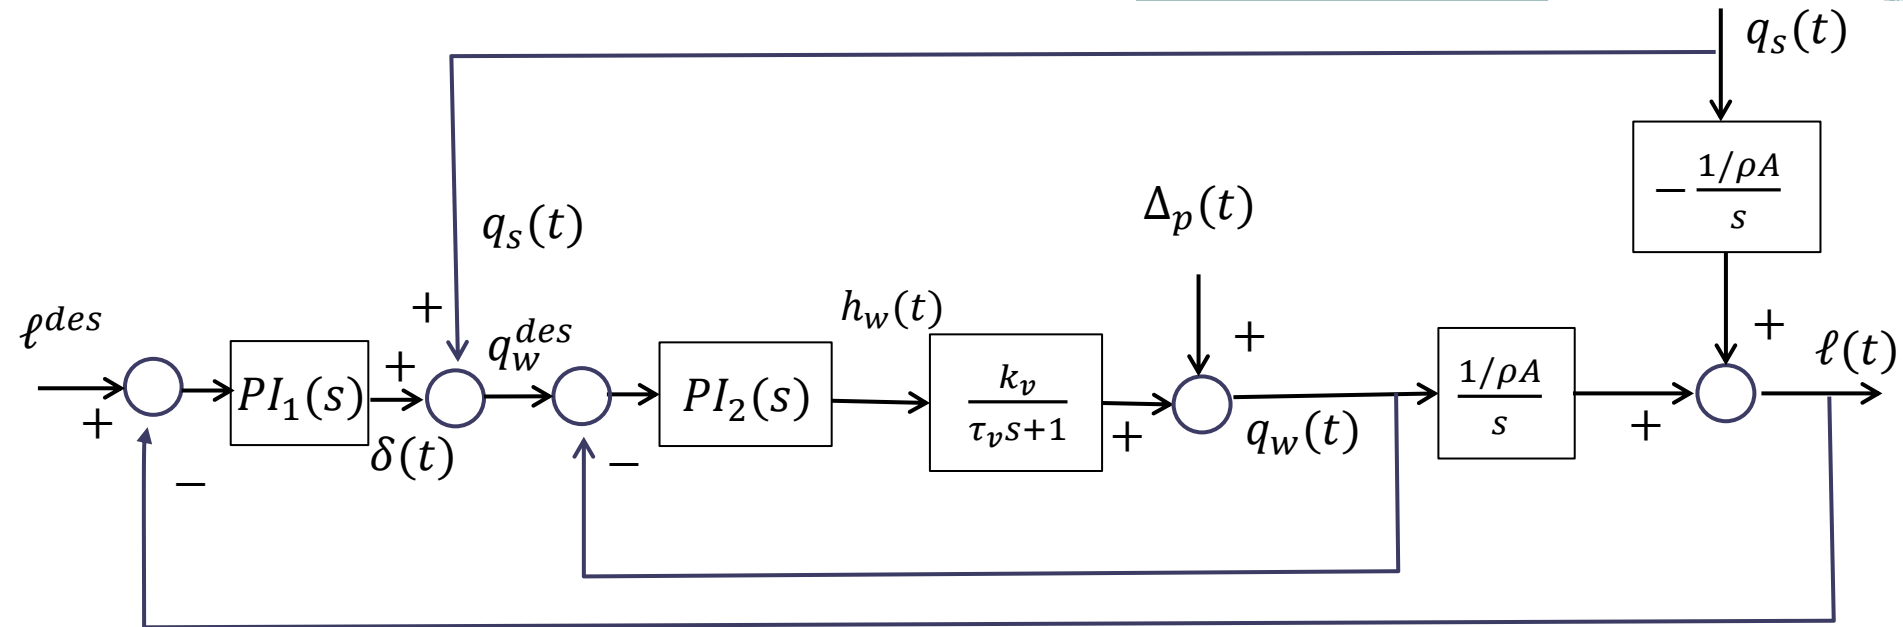 q_s(t)
− (1/ρA)/s
q_s(t)
Δ_p(t)
+
ℓ^{des}
+
−
PI_1(s)
+
δ(t)
q_w^{des}
−
PI_2(s)
h_w(t)
k_v/(τ_v s+1)
+
+
q_w(t)
(1/ρA)/s
+
+
ℓ(t)